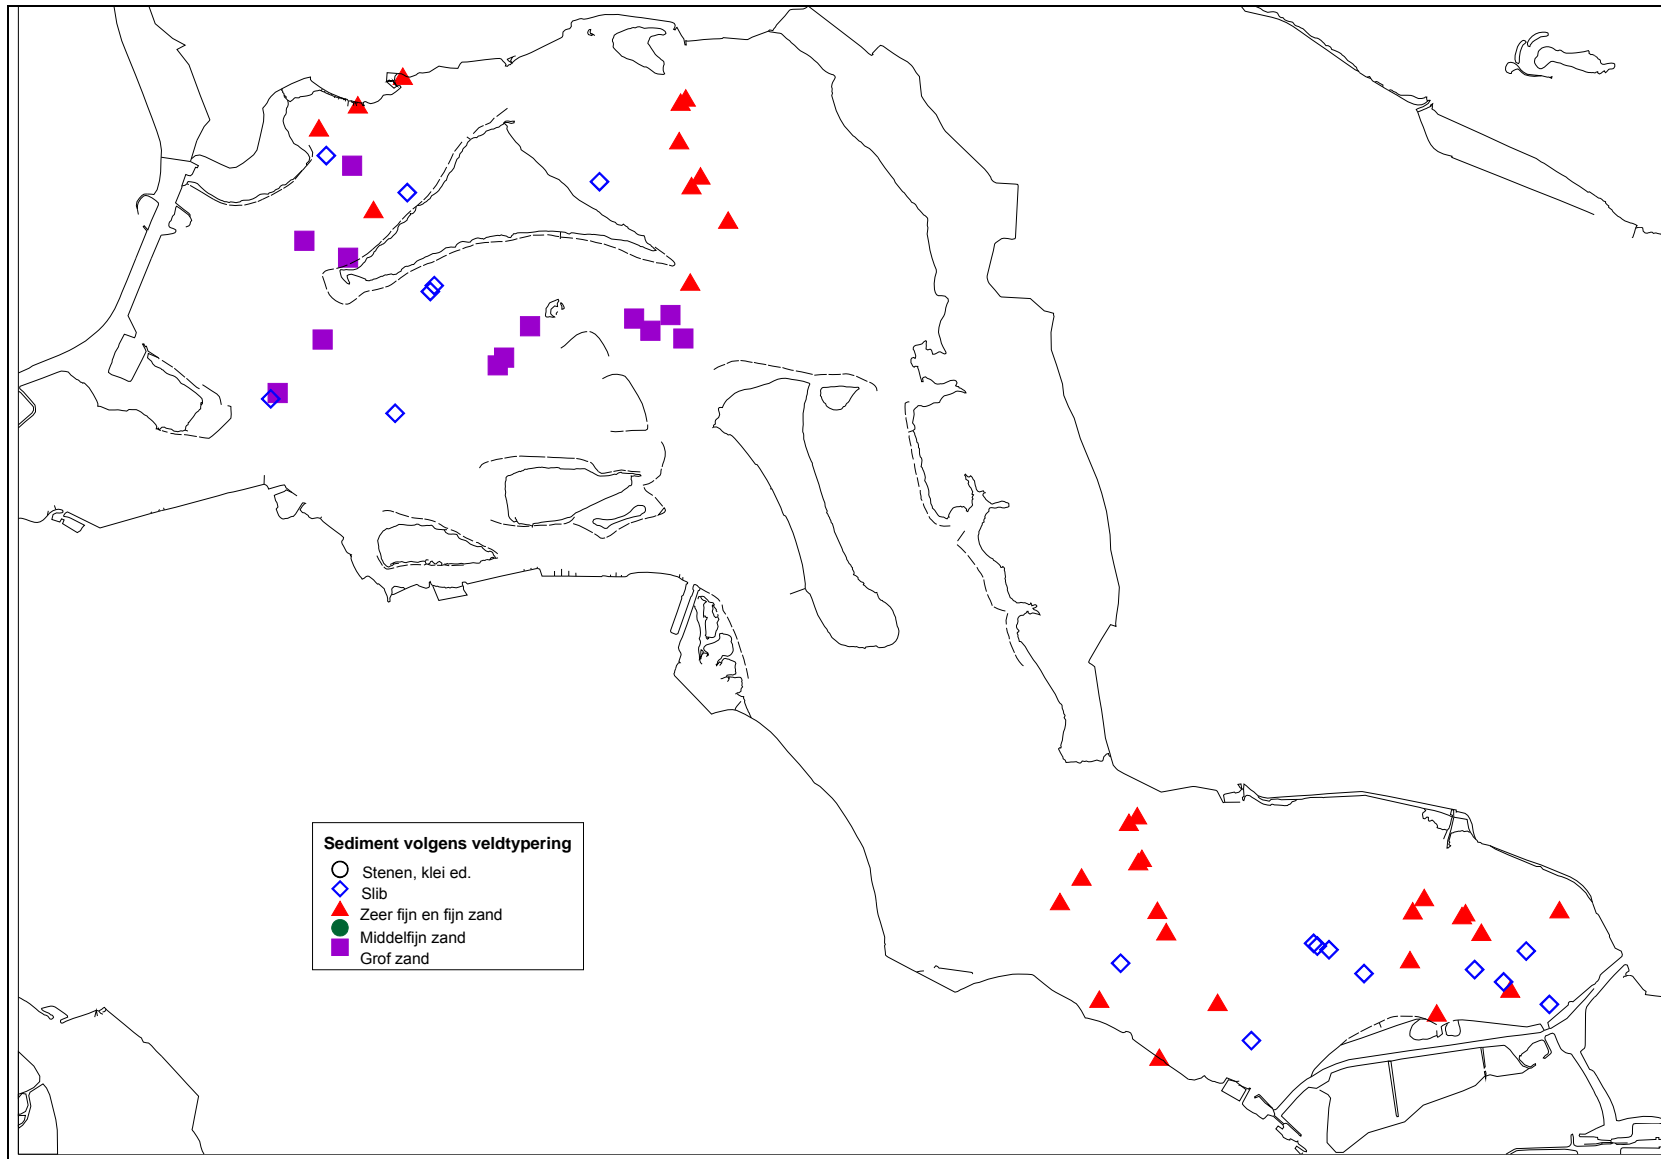 Sediment volgens veldtypering
Stenen, klei ed.
Slib
Zeer fijn en fijn zand
Middelfijn zand
Grof zand